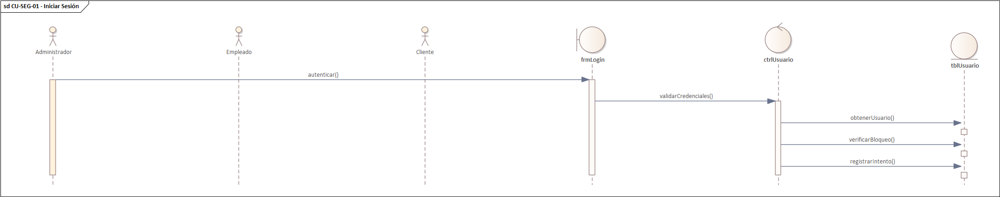 sd CU-SEG-01 - Iniciar Sesión
Administrador
Empleado
Cliente
frmLogin
ctrlUsuario
tblUsuario
autenticar()
validarCredenciales()
obtenerUsuario()
verificarBloqueo()
registrarIntento()